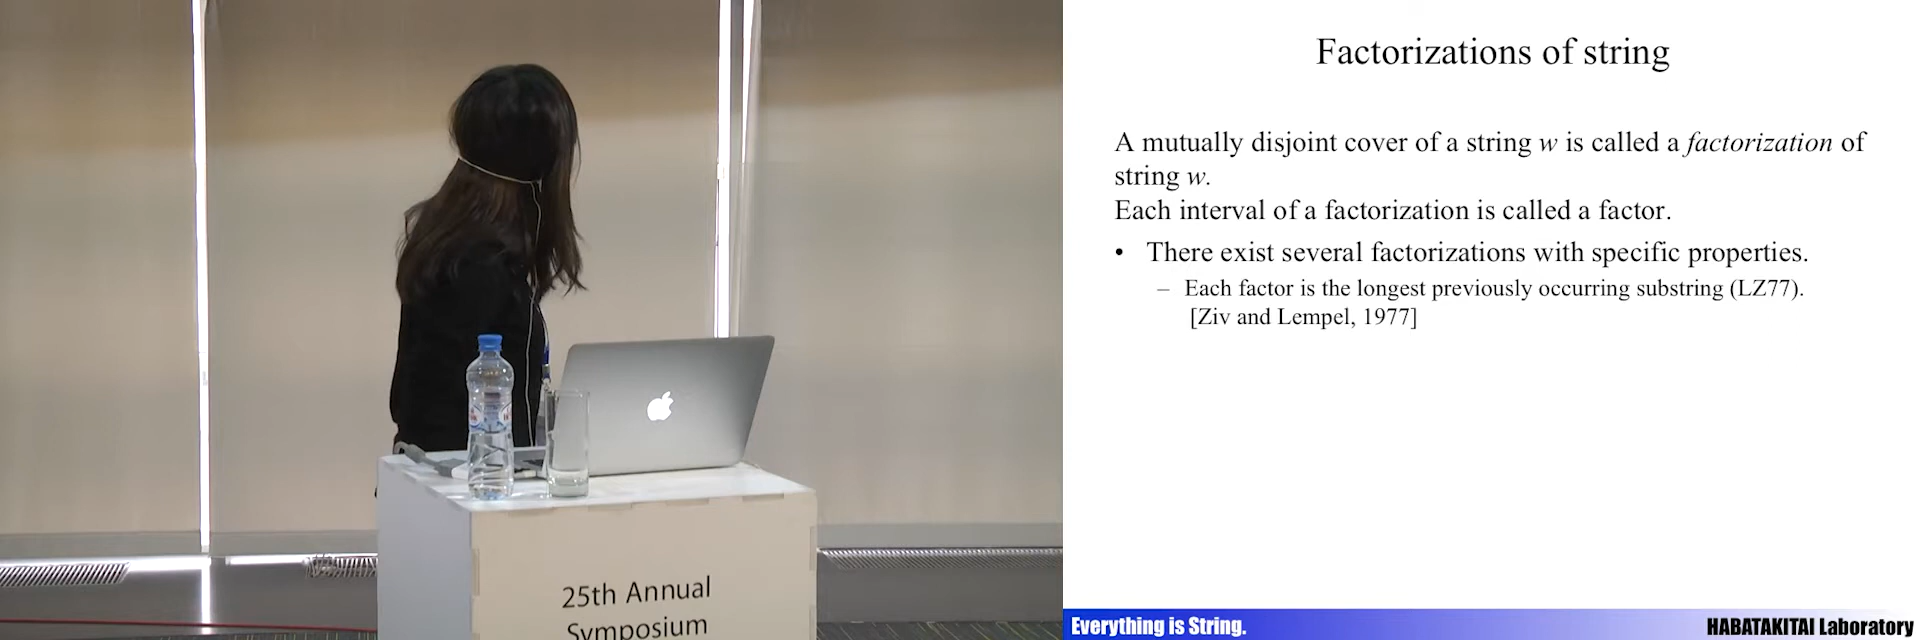 25th Annual
Symposium
Factorizations of string
A mutually disjoint cover of a string w is called a factorization of
string w.
Each interval of a factorization is called a factor.
• There exist several factorizations with specific properties.
– Each factor is the longest previously occurring substring (LZ77).
[Ziv and Lempel, 1977]
Everything is String.
HABATAKITAI Laboratory